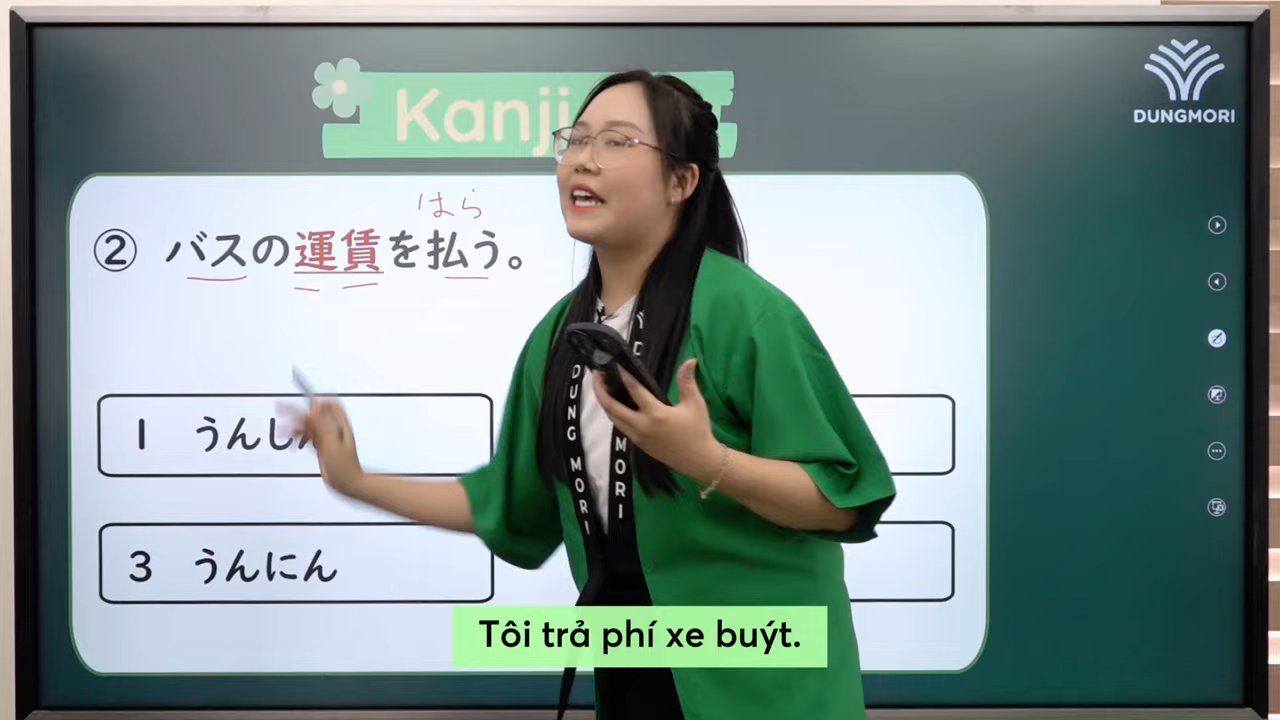 Kanji
DUNGMORI
はら
② バスの運賃を払う。
1 うんし
3 うんにん
DUNG MORI
MORI
Tôi trả phí xe buýt.